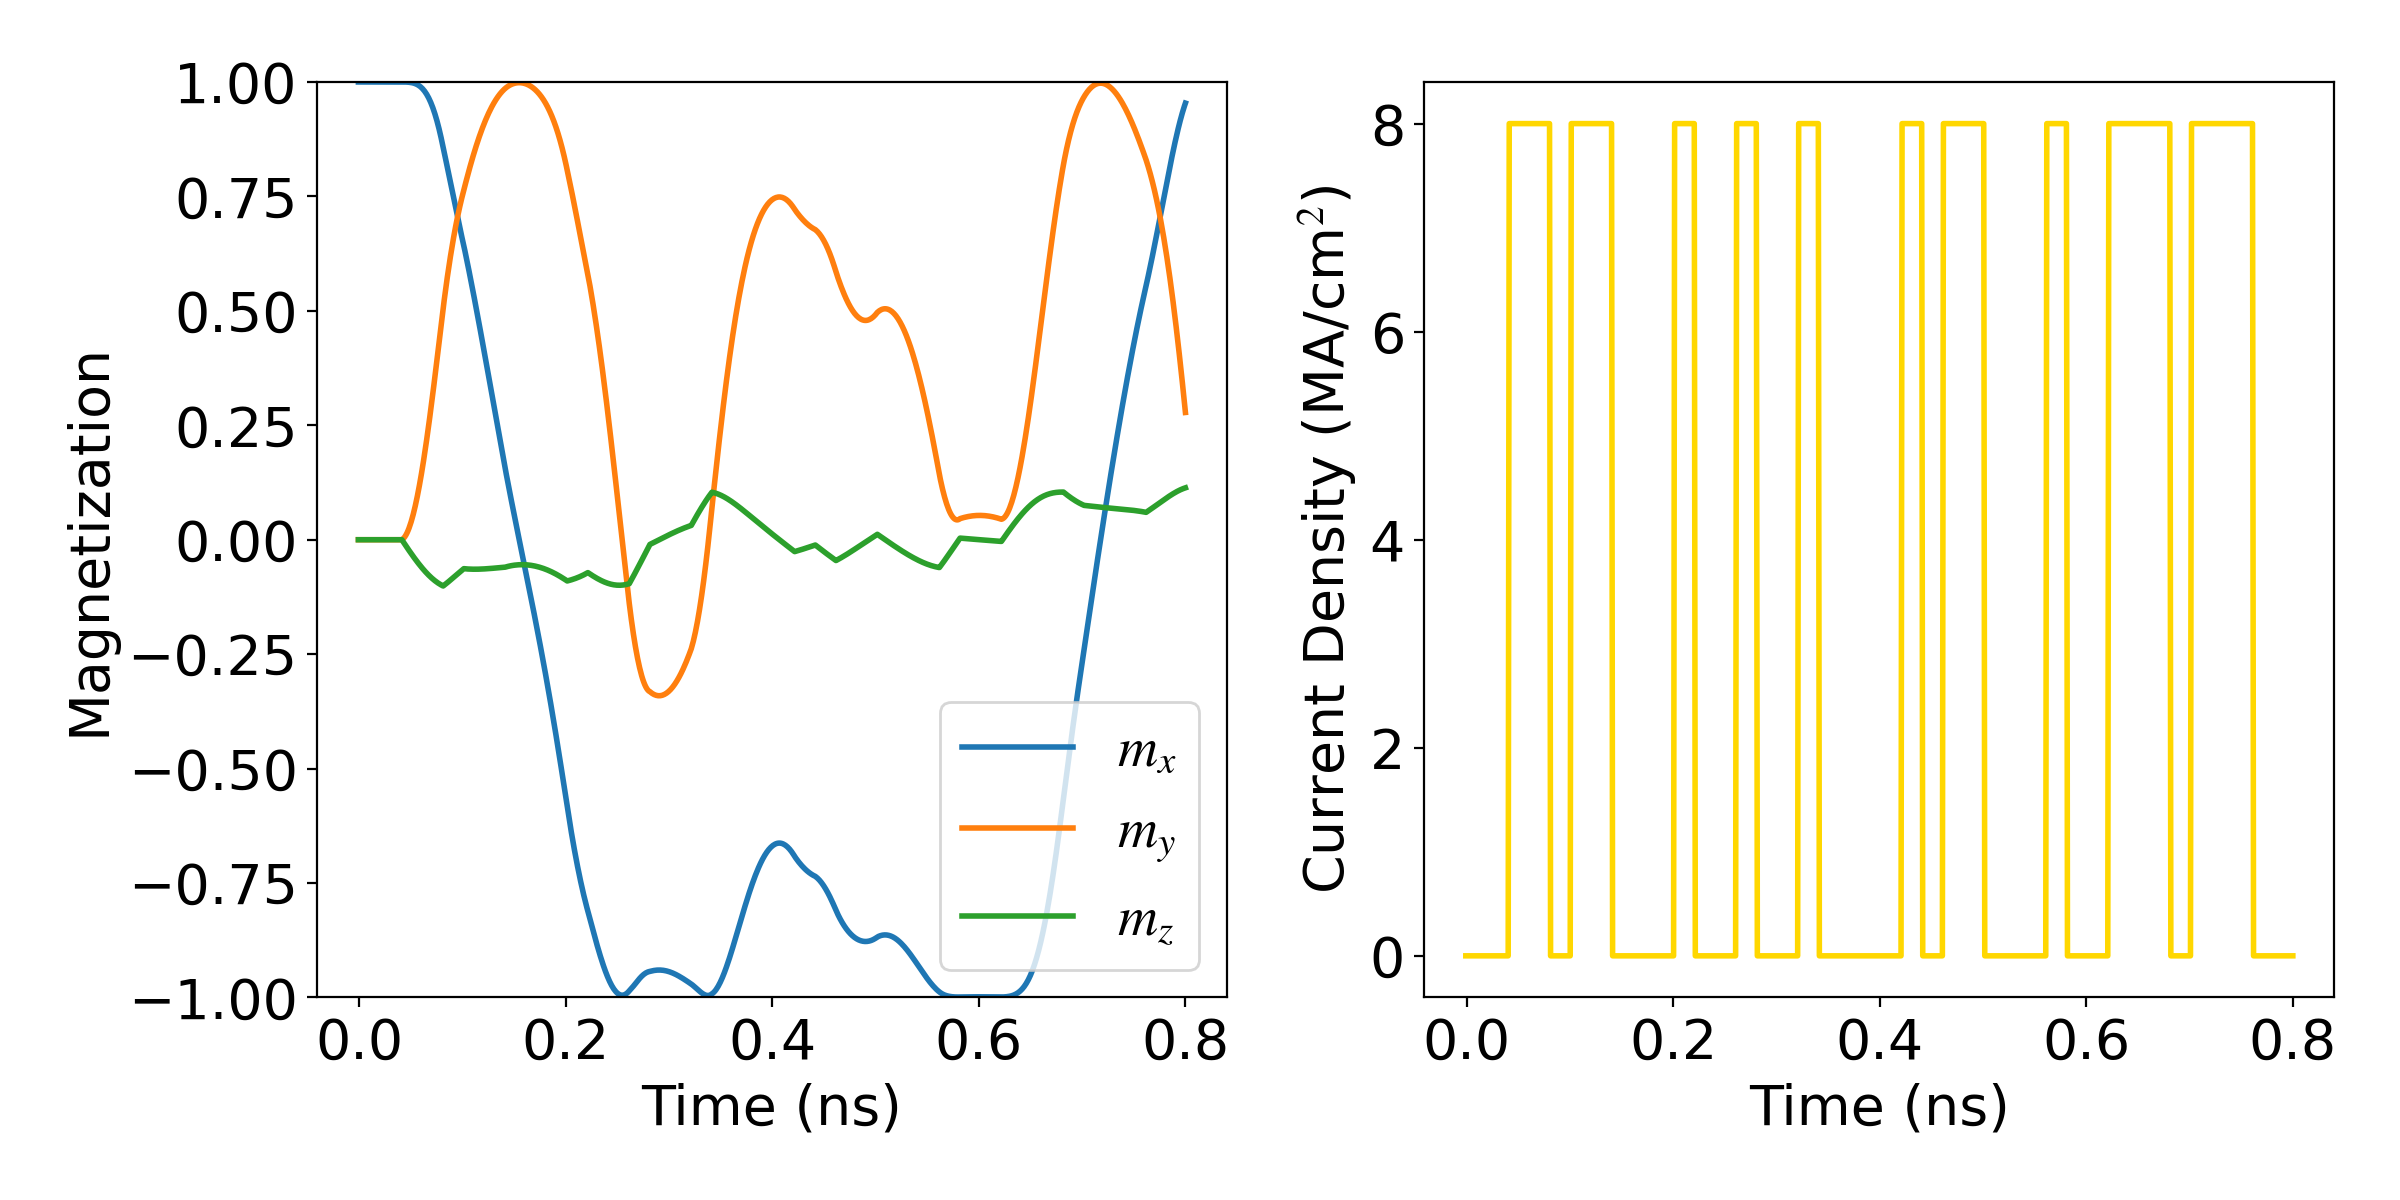 1.00
0.75
0.50
0.25
0.00
−0.25
−0.50
−0.75
−1.00
Magnetization
0.0 0.2 0.4 0.6 0.8
Time (ns)
m_x
m_y
m_z
8
6
4
2
0
Current Density (MA/cm²)
0.0 0.2 0.4 0.6 0.8
Time (ns)